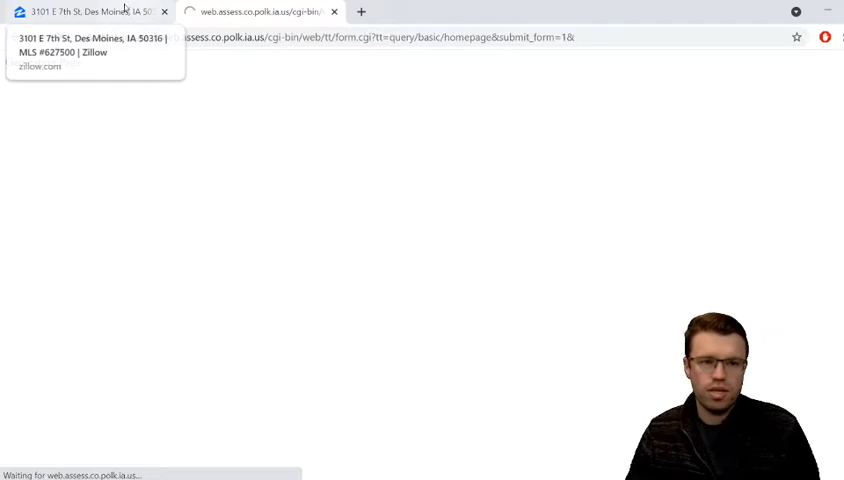 3101 E 7th St, Des Moines, IA 503
web.assess.co.polk.ia.us/cgi-bin/
3101 E 7th St, Des Moines, IA 50316 |
MLS #627500 | Zillow
zillow.com
.assess.co.polk.ia.us/cgi-bin/web/tt/form.cgi?tt=query/basic/homepage&submit_form=1&
Waiting for web.assess.co.polk.ia.us...